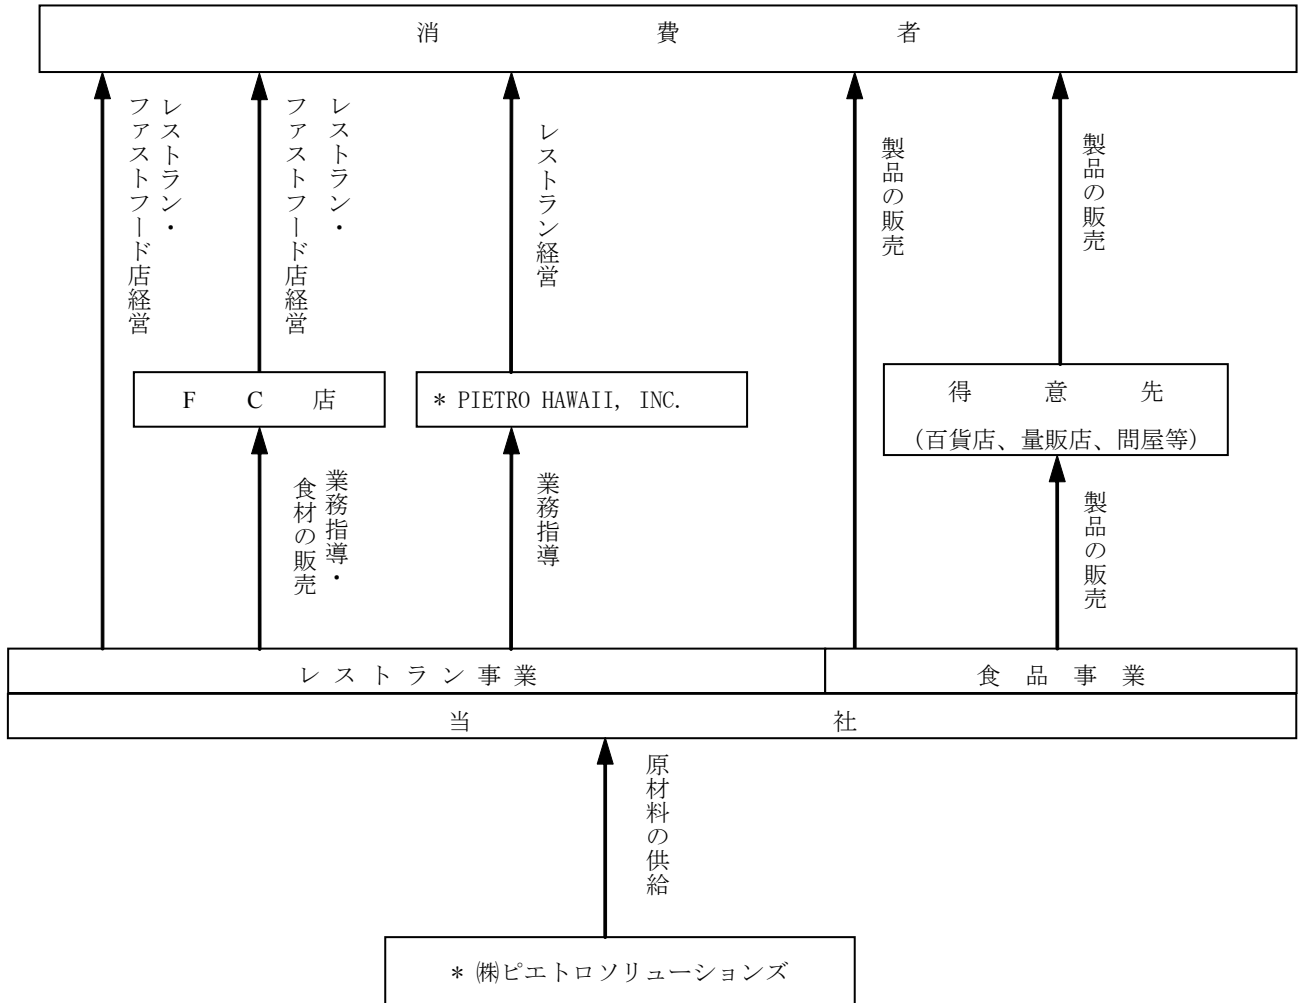 消費者
レストラン・
ファストフード店経営
レストラン・
ファストフード店経営
レストラン経営
製品の販売
製品の販売
FC店
* PIETRO HAWAII, INC.
得意先
(百貨店、量販店、問屋等)
業務指導・
食材の販売
業務指導
製品の販売
レストラン事業
食品事業
当社
原材料の供給
* ㈱ピエトロソリューションズ